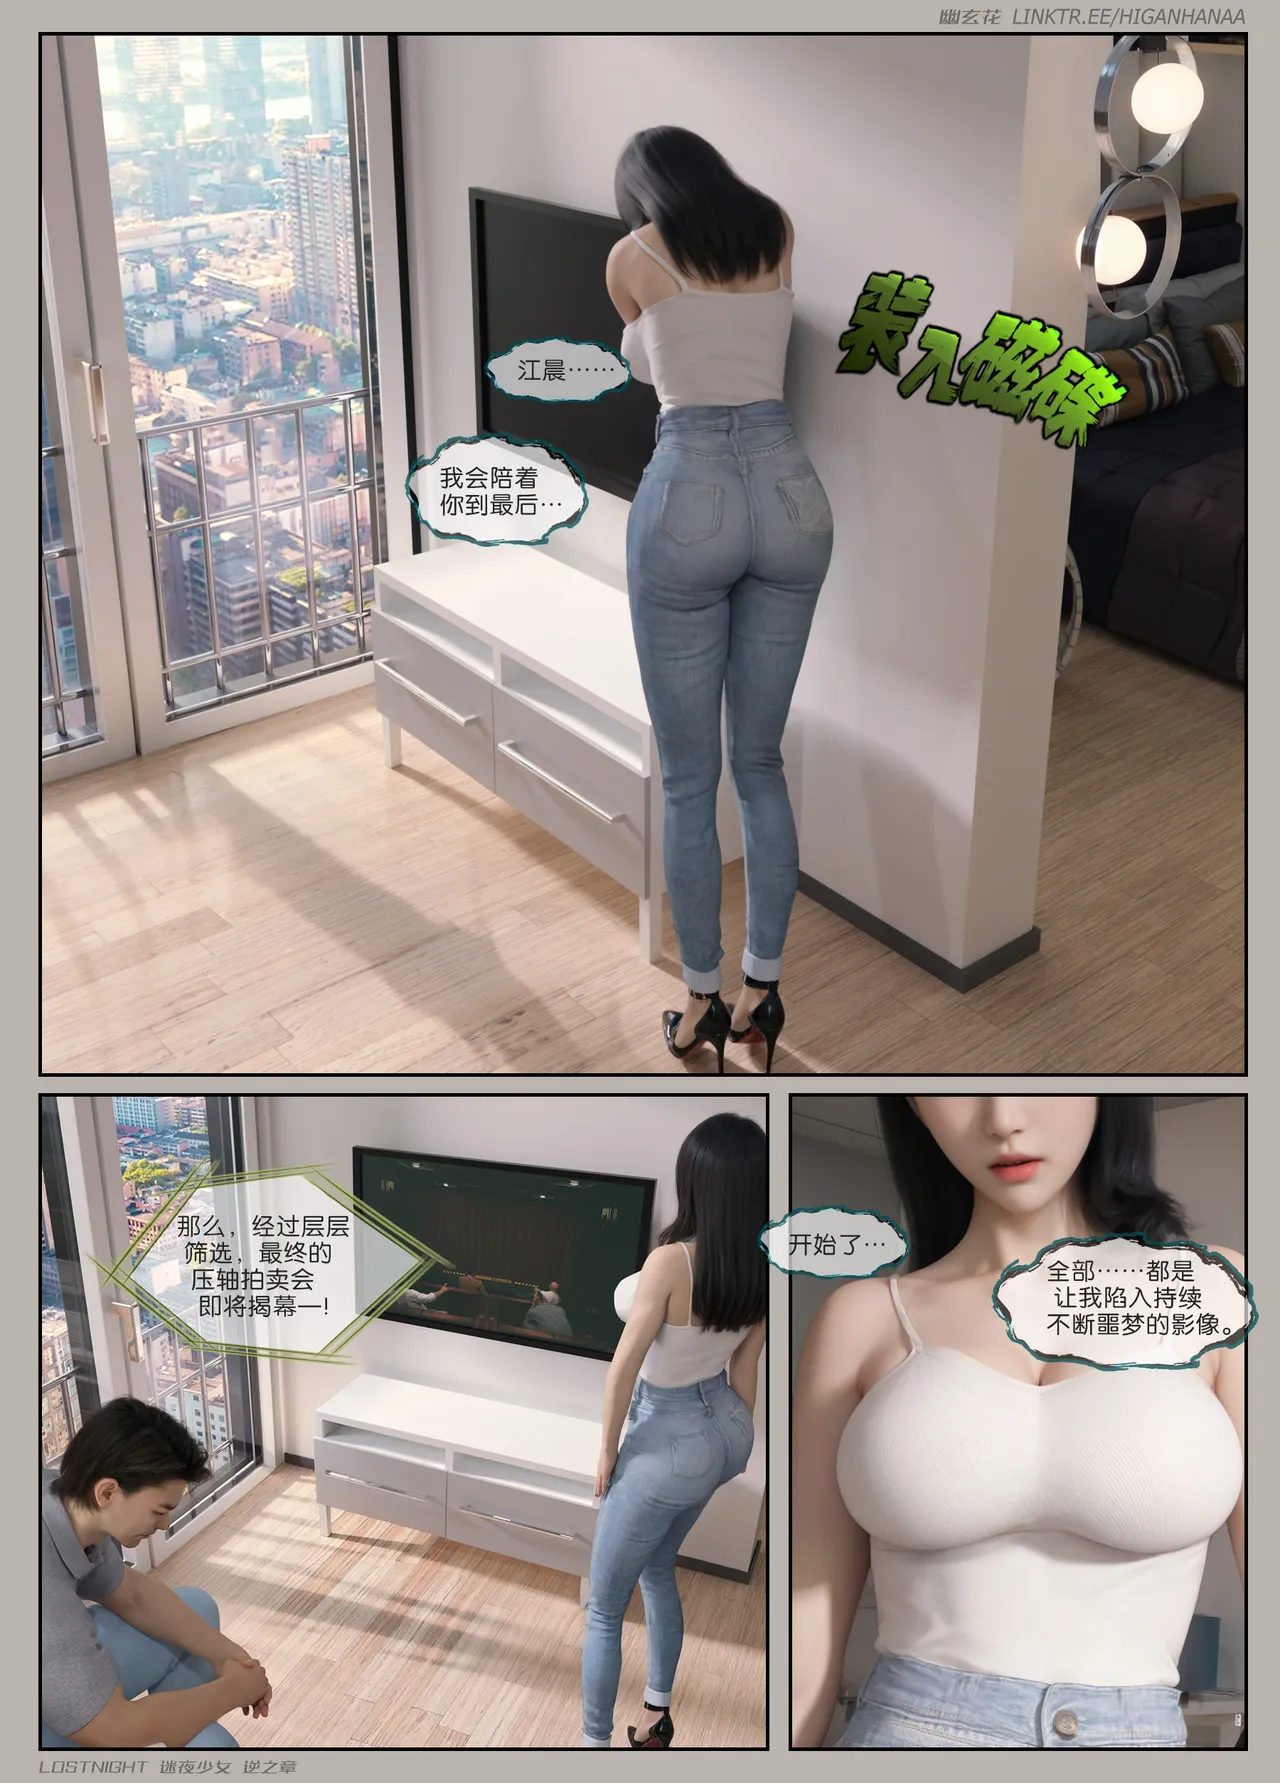 幽玄花 LINKTR.EE/HIGANHANAA
江晨……
装入磁碟
我会陪着
你到最后…
那么，经过层层
筛选，最终的
压轴拍卖会
即将揭幕—!
开始了…
全部……都是
让我陷入持续
不断噩梦的影像。
LOSTNIGHT 迷夜少女 逆之章